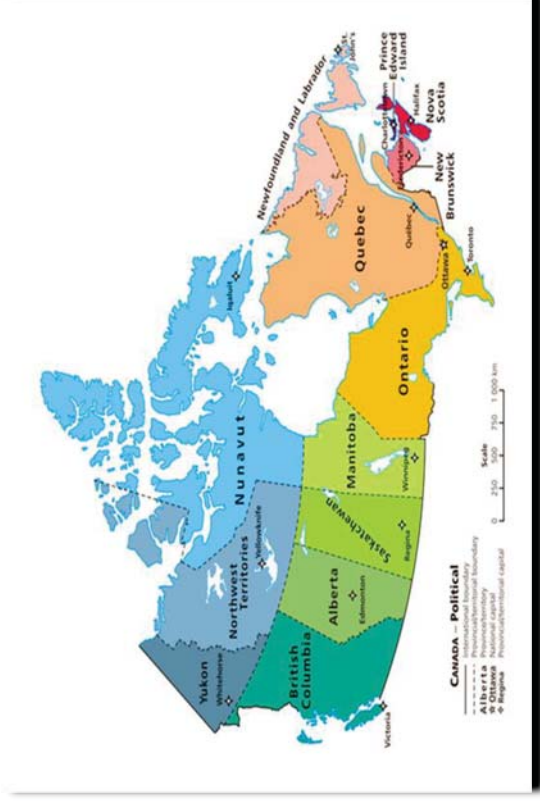 Yukon
Whitehorse
Northwest
Territories
Yellowknife
Nunavut
Iqaluit
British
Columbia
Victoria
Alberta
Edmonton
Saskatchewan
Regina
Manitoba
Winnipeg
Ontario
Toronto
Ottawa
Quebec
Québec
Newfoundland and Labrador
St.
John's
Prince
Edward
Island
Charlottetown
Halifax
Nova
Scotia
Fredericton
New
Brunswick
CANADA – Political
International boundary
Provincial/territorial boundary
Alberta Province/territory
Ottawa National capital
Regina Provincial/territorial capital
Scale
0 250 500 750 1 000 km